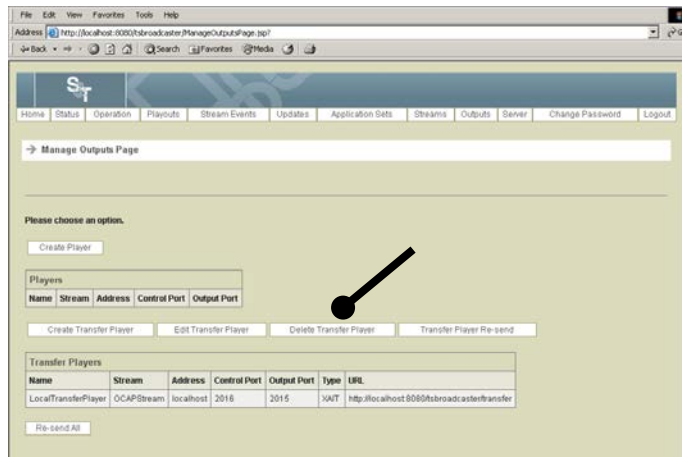 File Edit View Favorites Tools Help
Address http://localhost:8080/tsbroadcaster/ManageOutputsPage.jsp?
Back Search Favorites Media
S&T
Home Status Operation Playouts Stream Events Updates Application Sets Streams Outputs Server Change Password Logout
Manage Outputs Page
Please choose an option.
Create Player
Players
Name Stream Address Control Port Output Port
Create Transfer Player Edit Transfer Player Delete Transfer Player Transfer Player Re-send
Transfer Players
Name Stream Address Control Port Output Port Type URL
LocalTransferPlayer OCAPStream localhost 2016 2015 XAIT http://localhost:8080/tsbroadcaster/transfer
Re-send All